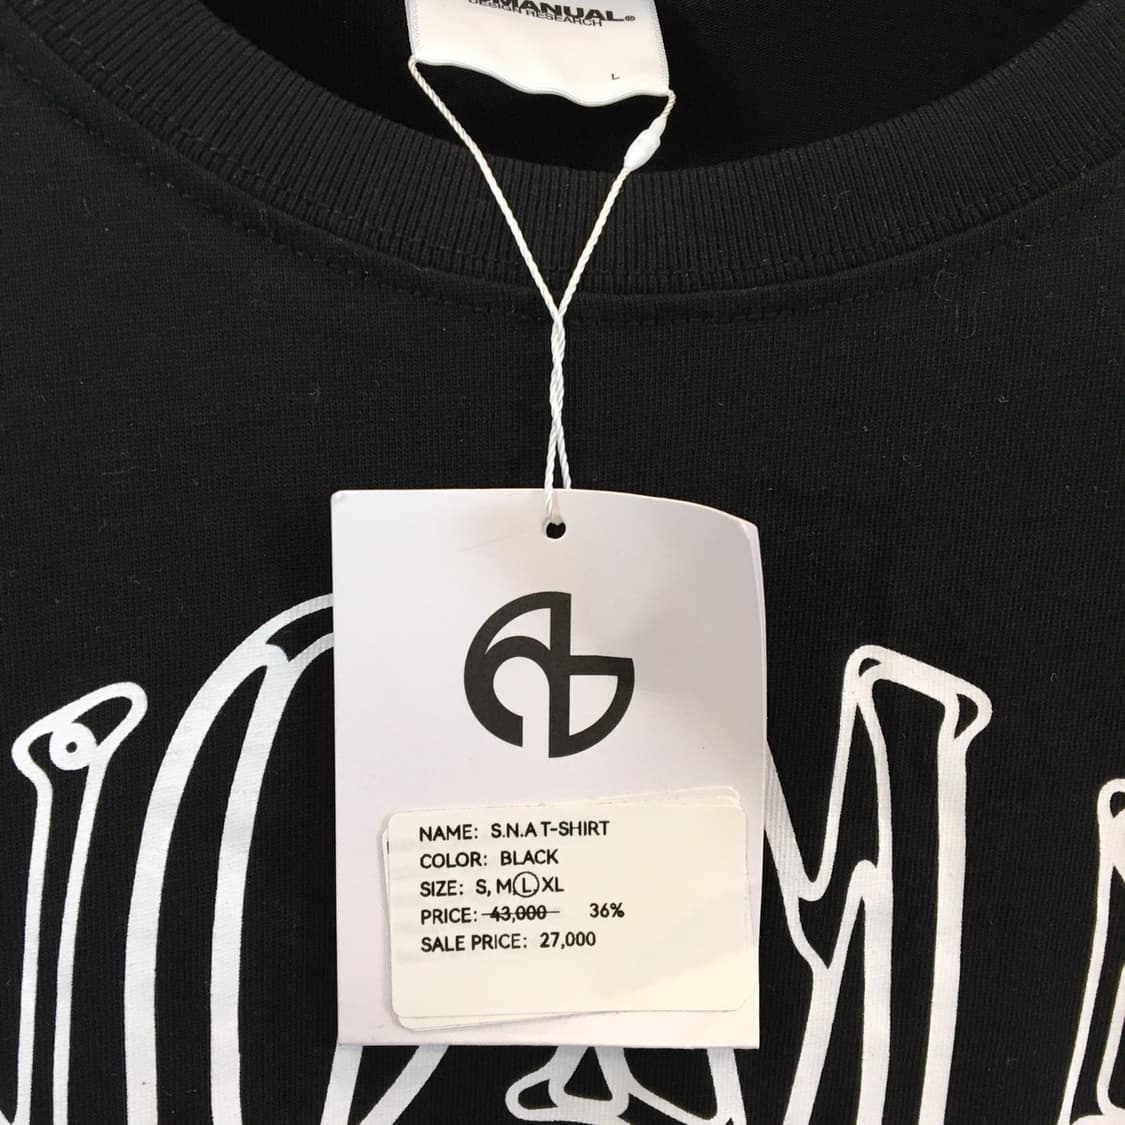 MANUAL®
DESIGN RESEARCH
L
NAME: S.N.A T-SHIRT
COLOR: BLACK
SIZE: S, M, L, XL
PRICE: 43,000 36%
SALE PRICE: 27,000